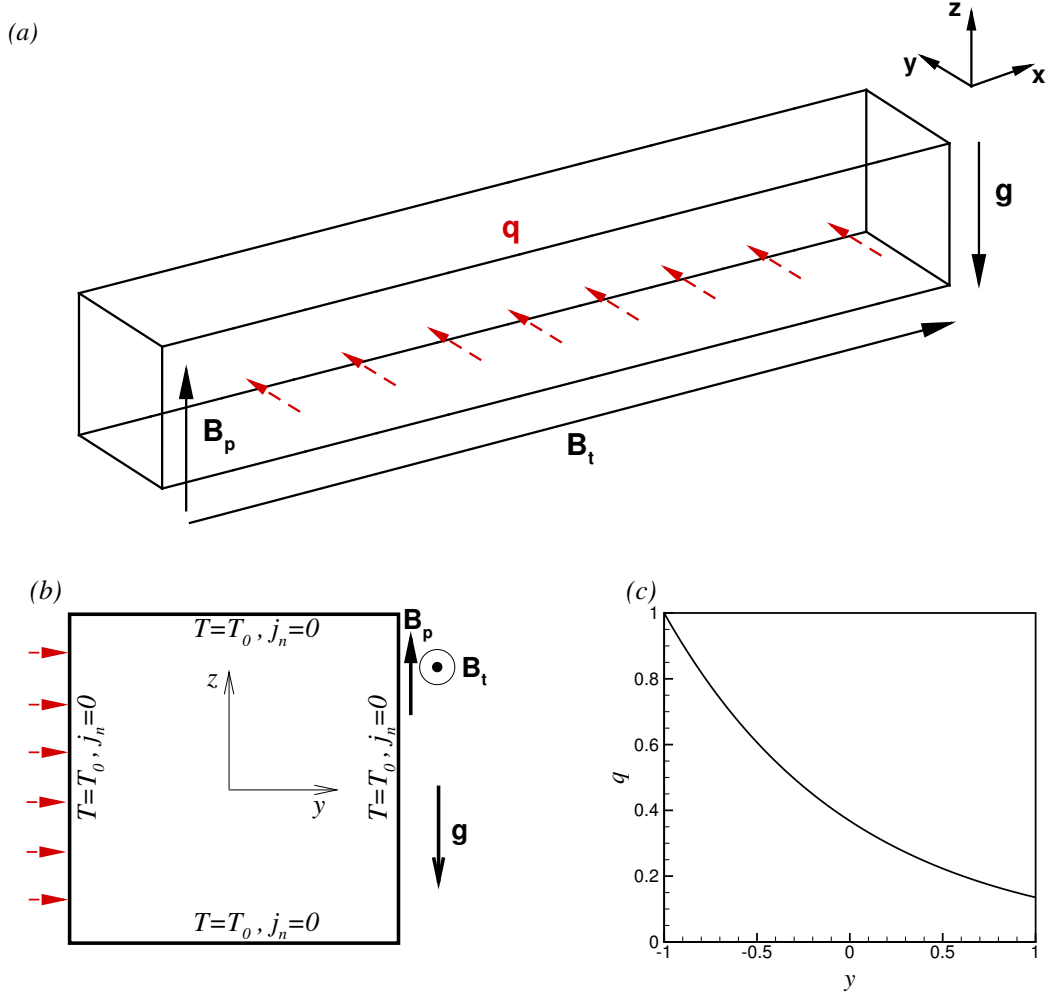 (a)
z
y
x
q
g
B_p
B_t
(b)
T=T_0 , j_n=0
B_p
B_t
z
T=T_0 , j_n=0
T=T_0 , j_n=0
y
g
T=T_0 , j_n=0
(c)
1
0.8
0.6
0.4
0.2
0
q
-1
-0.5
0
0.5
1
y